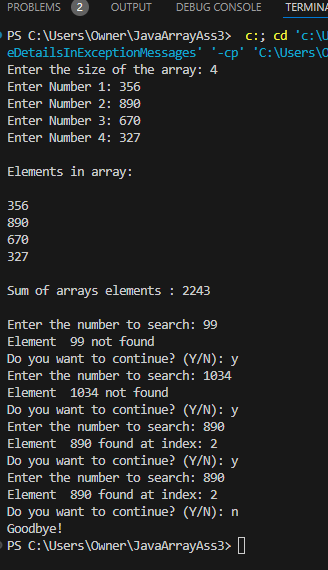 PROBLEMS 2 OUTPUT DEBUG CONSOLE TERMIN
PS C:\Users\Owner\JavaArrayAss3> c:; cd 'c:\U
eDetailsInExceptionMessages' '-cp' 'C:\Users\O
Enter the size of the array: 4
Enter Number 1: 356
Enter Number 2: 890
Enter Number 3: 670
Enter Number 4: 327
Elements in array:
356
890
670
327
Sum of arrays elements : 2243
Enter the number to search: 99
Element  99 not found
Do you want to continue? (Y/N): y
Enter the number to search: 1034
Element  1034 not found
Do you want to continue? (Y/N): y
Enter the number to search: 890
Element  890 found at index: 2
Do you want to continue? (Y/N): y
Enter the number to search: 890
Element  890 found at index: 2
Do you want to continue? (Y/N): n
Goodbye!
PS C:\Users\Owner\JavaArrayAss3>